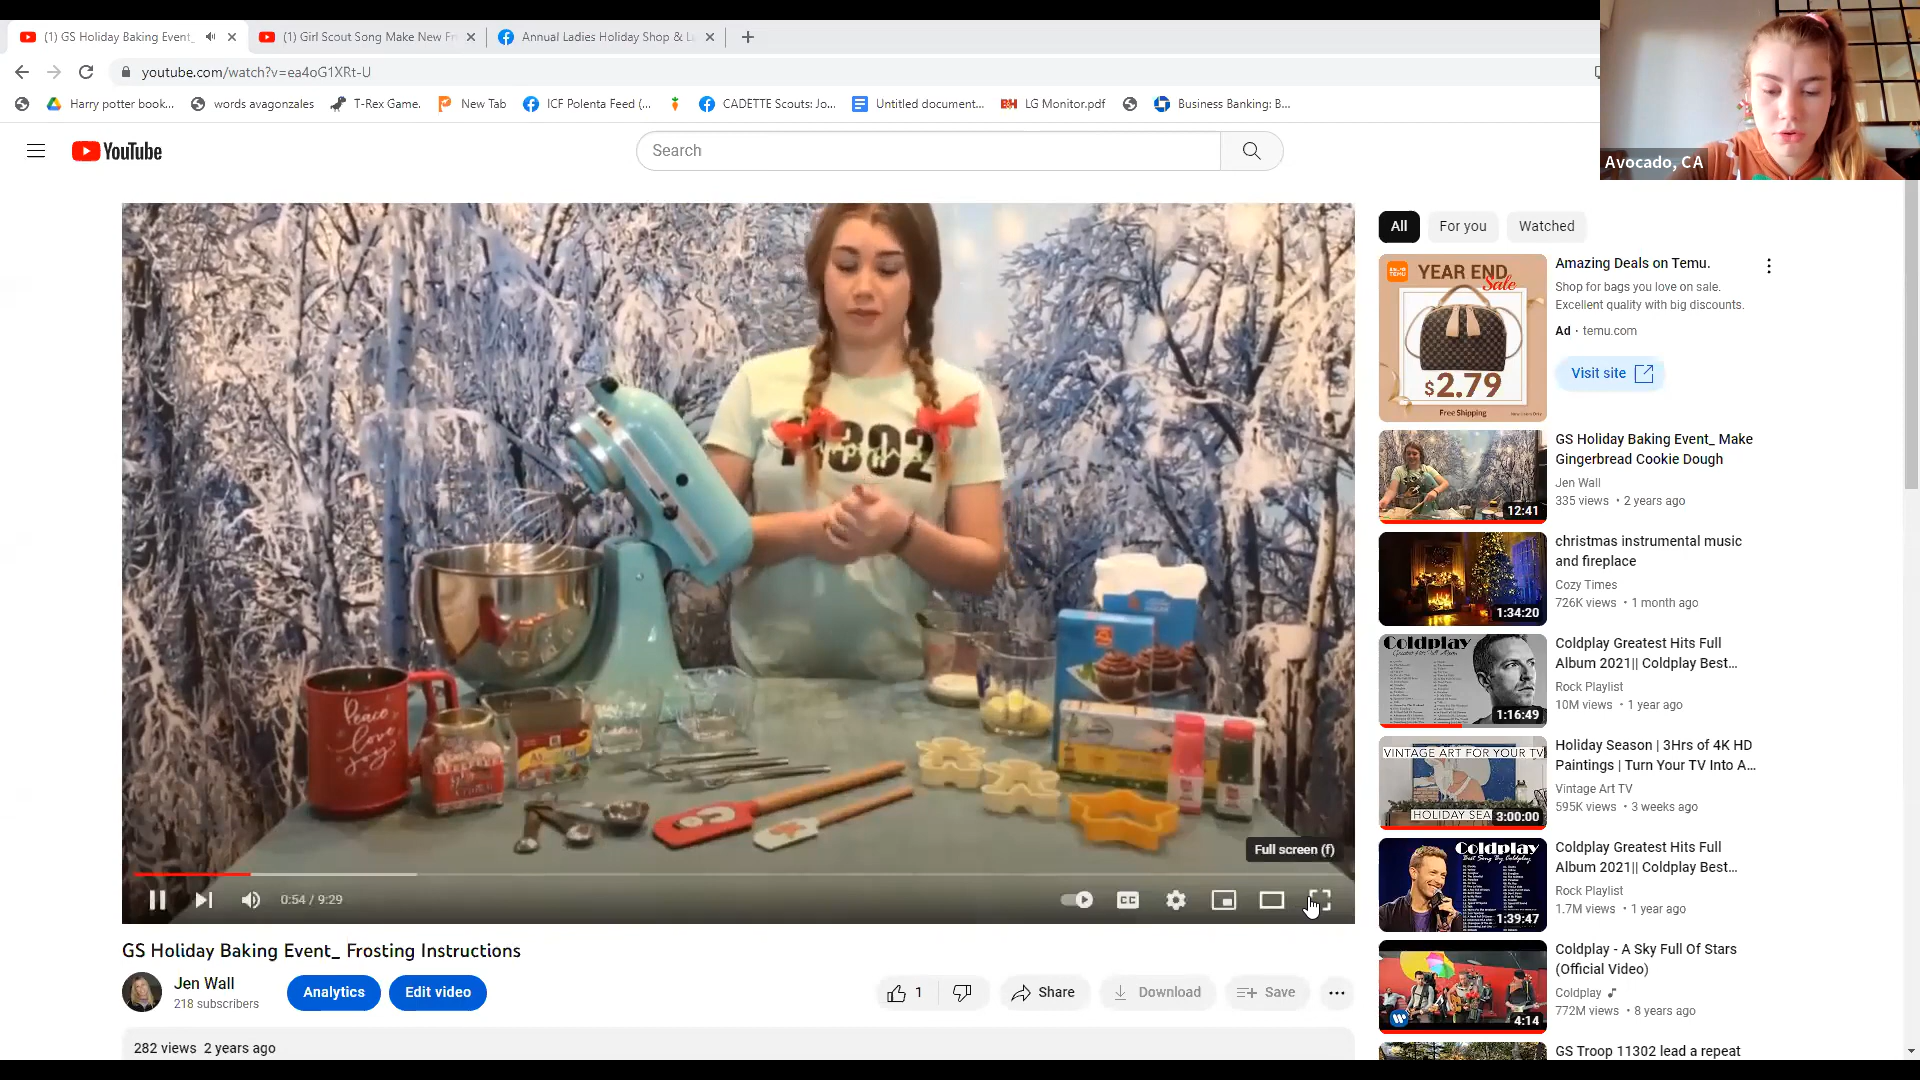 (1) GS Holiday Baking Event_
(1) Girl Scout Song Make New Fr
Annual Ladies Holiday Shop & L
youtube.com/watch?v=ea4oG1XRt-U
Harry potter book...
words avagonzales
T-Rex Game.
New Tab
ICF Polenta Feed (...
CADETTE Scouts: Jo...
Untitled document...
LG Monitor.pdf
Business Banking: B...
YouTube
Search
Avocado, CA
All
For you
Watched
YEAR END
Sale
$2.79
Free Shipping
Amazing Deals on Temu.
Shop for bags you love on sale.
Excellent quality with big discounts.
Ad · temu.com
Visit site
GS Holiday Baking Event_ Make
Gingerbread Cookie Dough
Jen Wall
335 views • 2 years ago
12:41
christmas instrumental music
and fireplace
Cozy Times
726K views • 1 month ago
1:34:20
Coldplay
Greatest Hits Full Album
Coldplay Greatest Hits Full
Album 2021|| Coldplay Best...
Rock Playlist
10M views • 1 year ago
1:16:49
VINTAGE ART FOR YOUR TV
HOLIDAY SEA
Holiday Season | 3Hrs of 4K HD
Paintings | Turn Your TV Into A...
Vintage Art TV
595K views • 3 weeks ago
3:00:00
Coldplay
Best Song By Coldplay
Coldplay Greatest Hits Full
Album 2021|| Coldplay Best...
Rock Playlist
1.7M views • 1 year ago
1:39:47
Coldplay - A Sky Full Of Stars
(Official Video)
Coldplay
772M views • 8 years ago
4:14
GS Troop 11302 lead a repeat
Peace
love
joy
Full screen (f)
0:54 / 9:29
CC
GS Holiday Baking Event_ Frosting Instructions
Jen Wall
218 subscribers
Analytics
Edit video
1
Share
Download
Save
282 views 2 years ago